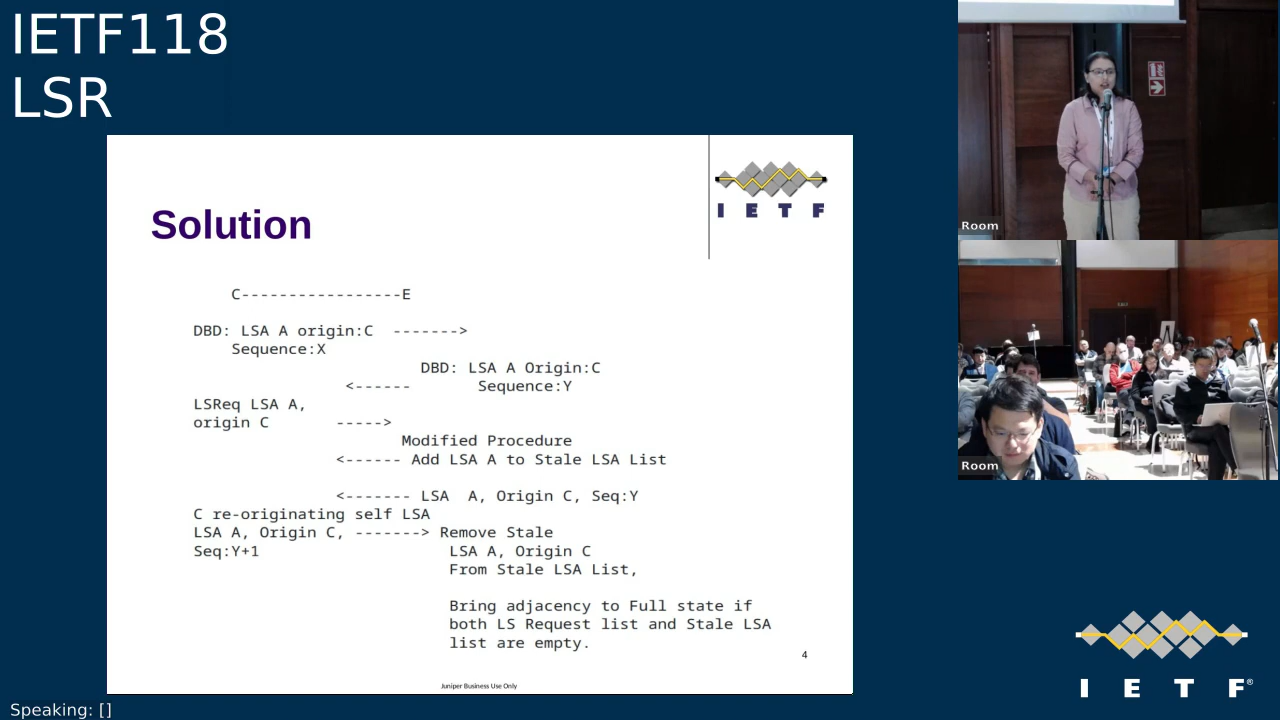 IETF118
LSR
I E T F
Solution
C-----------------E
DBD: LSA A origin:C  ------->
Sequence:X
DBD: LSA A Origin:C
<------       Sequence:Y
LSReq LSA A,
origin C       ----->
Modified Procedure
<------ Add LSA A to Stale LSA List
<------- LSA  A, Origin C, Seq:Y
C re-originating self LSA
LSA A, Origin C, -------> Remove Stale
Seq:Y+1                    LSA A, Origin C
From Stale LSA List,
Bring adjacency to Full state if
both LS Request list and Stale LSA
list are empty.
4
Juniper Business Use Only
Room
Room
I E T F®
Speaking: []